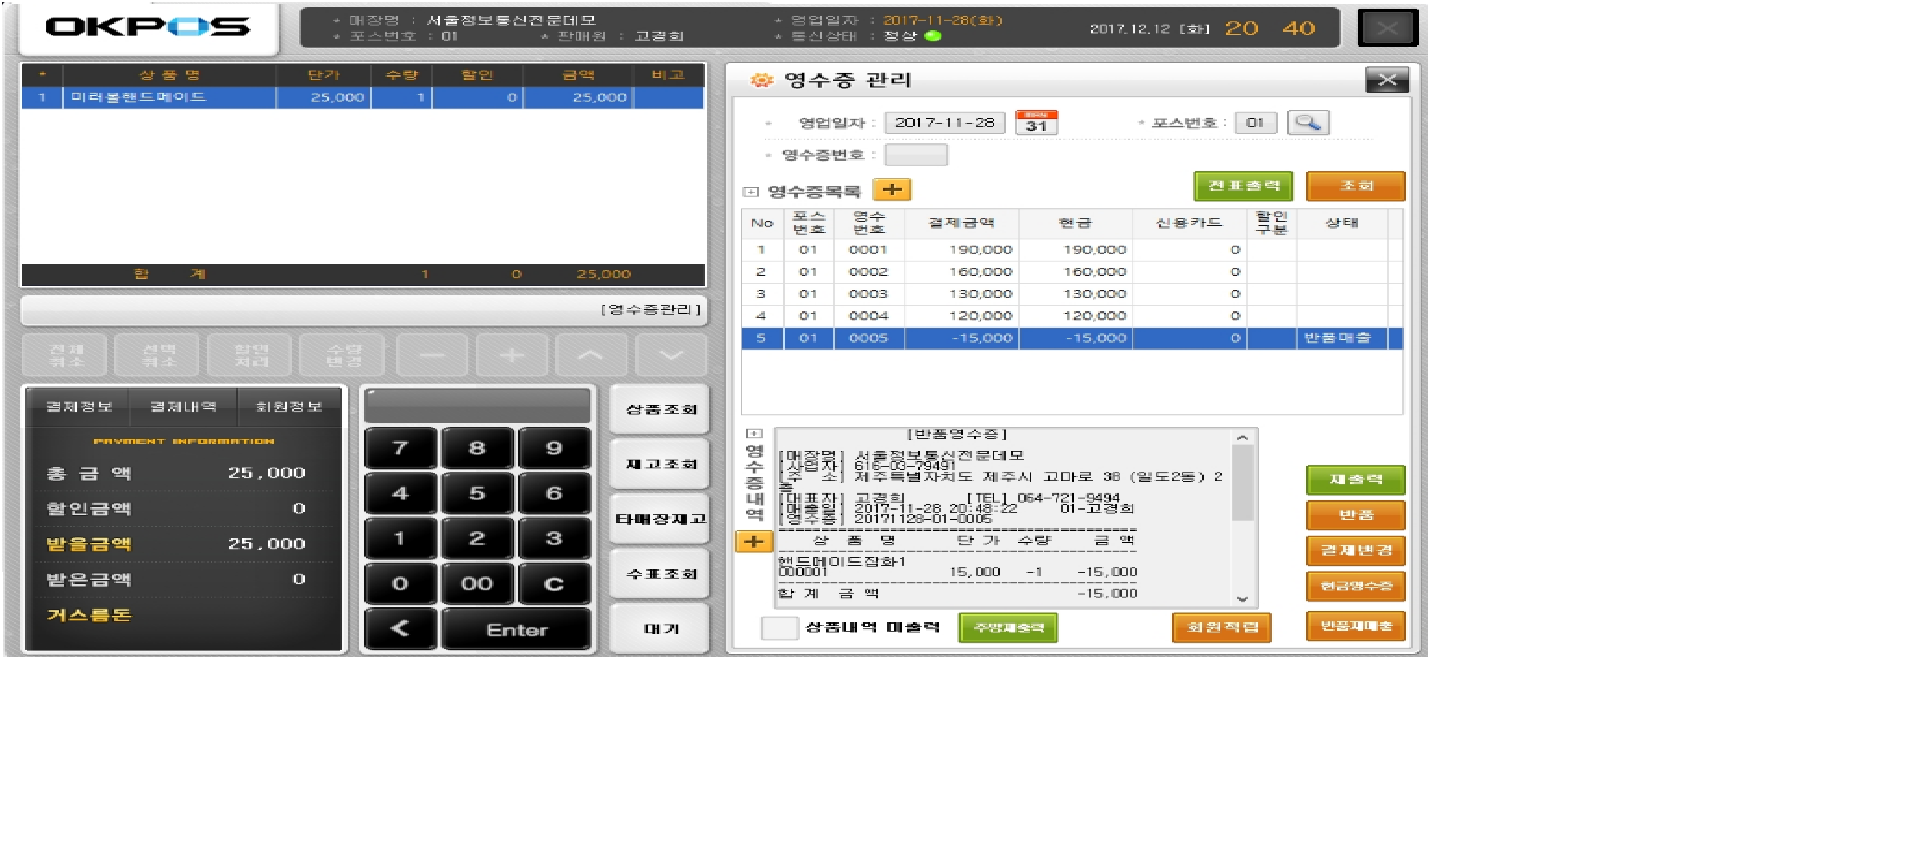 OKPOS
* 매장명 : 서울정보통신전문데모
* 영업일자 : 2017-11-28(화)
* 포스번호 : 01 * 판매원 : 고경희
* 통신상태 : 정상
2017.12.12 [화] 20 40
* 상 품 명 단가 수량 할인 금액 비고
1 미러볼핸드메이드 25,000 1 0 25,000
합 계 1 0 25,000
[영수증관리]
전체취소
선택취소
할인처리
수량변경
결제정보 결제내역 회원정보
PAYMENT INFORMATION
총 금 액 25,000
할인금액 0
받을금액 25,000
받은금액 0
거스름돈
7 8 9
4 5 6
1 2 3
0 00 C
< Enter
상품조회
재고조회
타매장재고
수표조회
대기
영수증 관리
* 영업일자 : 2017-11-28 31 * 포스번호 : 01
* 영수증번호 :
영수증목록 +
전표출력 조회
No 포스번호 영수번호 결제금액 현금 신용카드 할인구분 상태
1 01 0001 190,000 190,000 0
2 01 0002 160,000 160,000 0
3 01 0003 130,000 130,000 0
4 01 0004 120,000 120,000 0
5 01 0005 -15,000 -15,000 0 반품매출
영수증내역
+
[반품영수증]
[매장명] 서울정보통신전문데모
[사업자] 616-03-79491
[주 소] 제주특별자치도 제주시 고마로 38 (일도2동) 2
층
[대표자] 고경희 [TEL] 064-721-9494
[매출일] 2017-11-28 20:48:22 01-고경희
[영수증] 20171128-01-0005
상 품 명 단 가 수량 금 액
핸드메이드잡화1
000001 15,000 -1 -15,000
합 계 금 액 -15,000
재출력
반품
결제변경
현금영수증
반품재매출
상품내역 미출력
주방재출력
회원적립